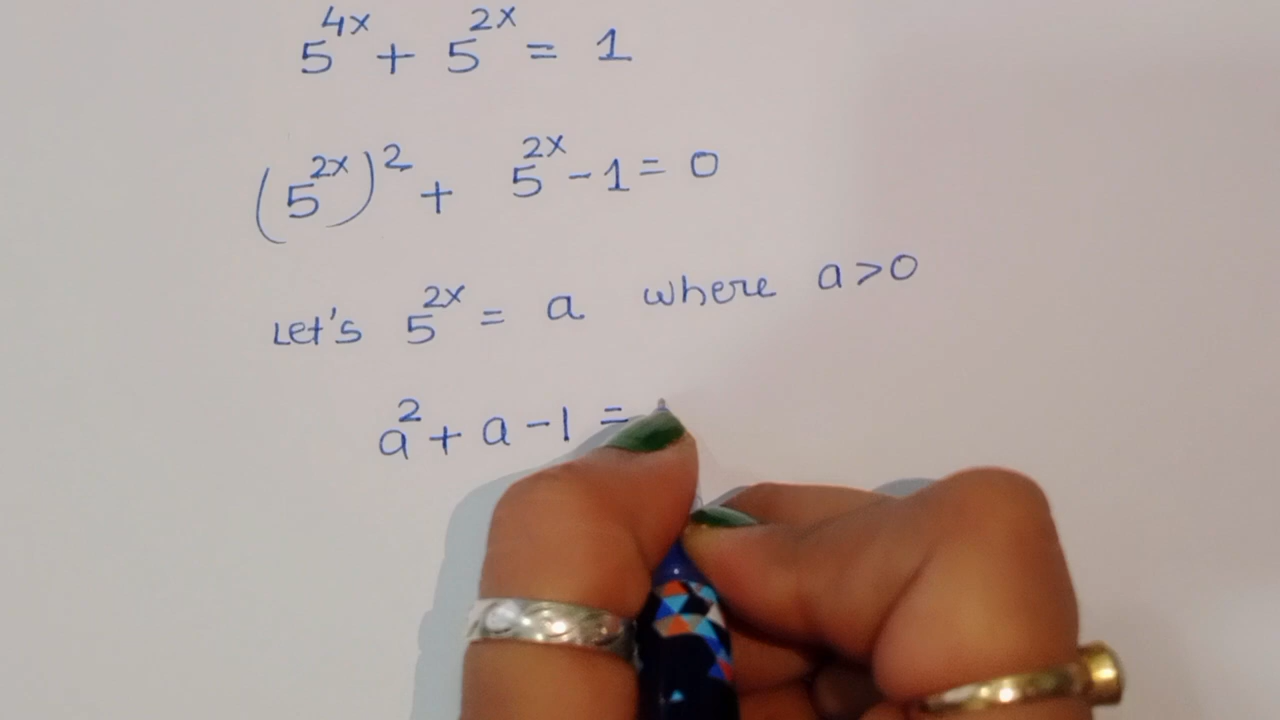 5^{4x} + 5^{2x} = 1
(5^{2x})^2 + 5^{2x} - 1 = 0
Let's 5^{2x} = a where a > 0
a^2 + a - 1 =